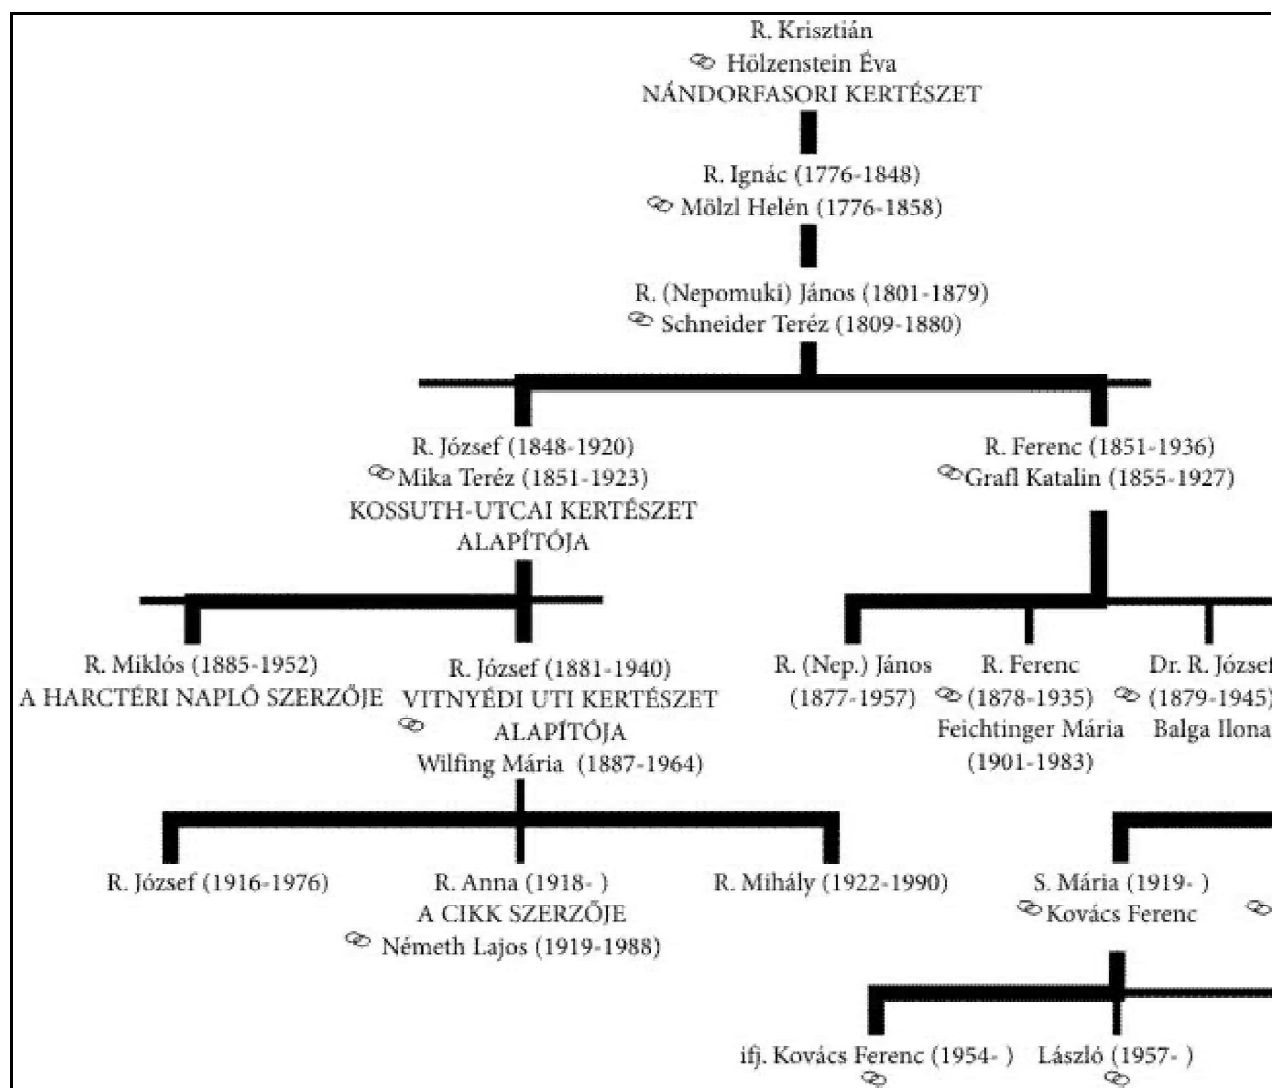 R. Krisztián
Hölzenstein Éva
NÁNDORFASORI KERTÉSZET
R. Ignác (1776-1848)
Mölzl Helén (1776-1858)
R. (Nepomuki) János (1801-1879)
Schneider Teréz (1809-1880)
R. József (1848-1920)
Mika Teréz (1851-1923)
KOSSUTH-UTCAI KERTÉSZET
ALAPÍTÓJA
R. Ferenc (1851-1936)
Grafl Katalin (1855-1927)
R. Miklós (1885-1952)
A HARCTÉRI NAPLÓ SZERZŐJE
R. József (1881-1940)
VITNYÉDI UTI KERTÉSZET
ALAPÍTÓJA
Wilfing Mária (1887-1964)
R. (Nep.) János
(1877-1957)
R. Ferenc
(1878-1935)
Feichtinger Mária
(1901-1983)
Dr. R. József
(1879-1945)
Balga Ilona
R. József (1916-1976)
R. Anna (1918- )
A CIKK SZERZŐJE
Németh Lajos (1919-1988)
R. Mihály (1922-1990)
S. Mária (1919- )
Kovács Ferenc
ifj. Kovács Ferenc (1954- )
László (1957- )